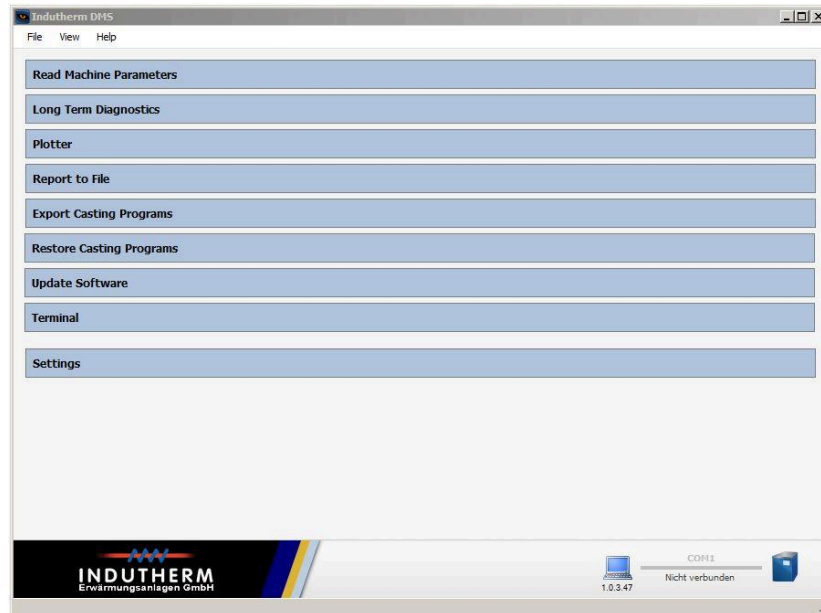 Indutherm DMS
File View Help
Read Machine Parameters
Long Term Diagnostics
Plotter
Report to File
Export Casting Programs
Restore Casting Programs
Update Software
Terminal
Settings
INDUTHERM
Erwärmungsanlagen GmbH
1.0.3.47
COM1
Nicht verbunden